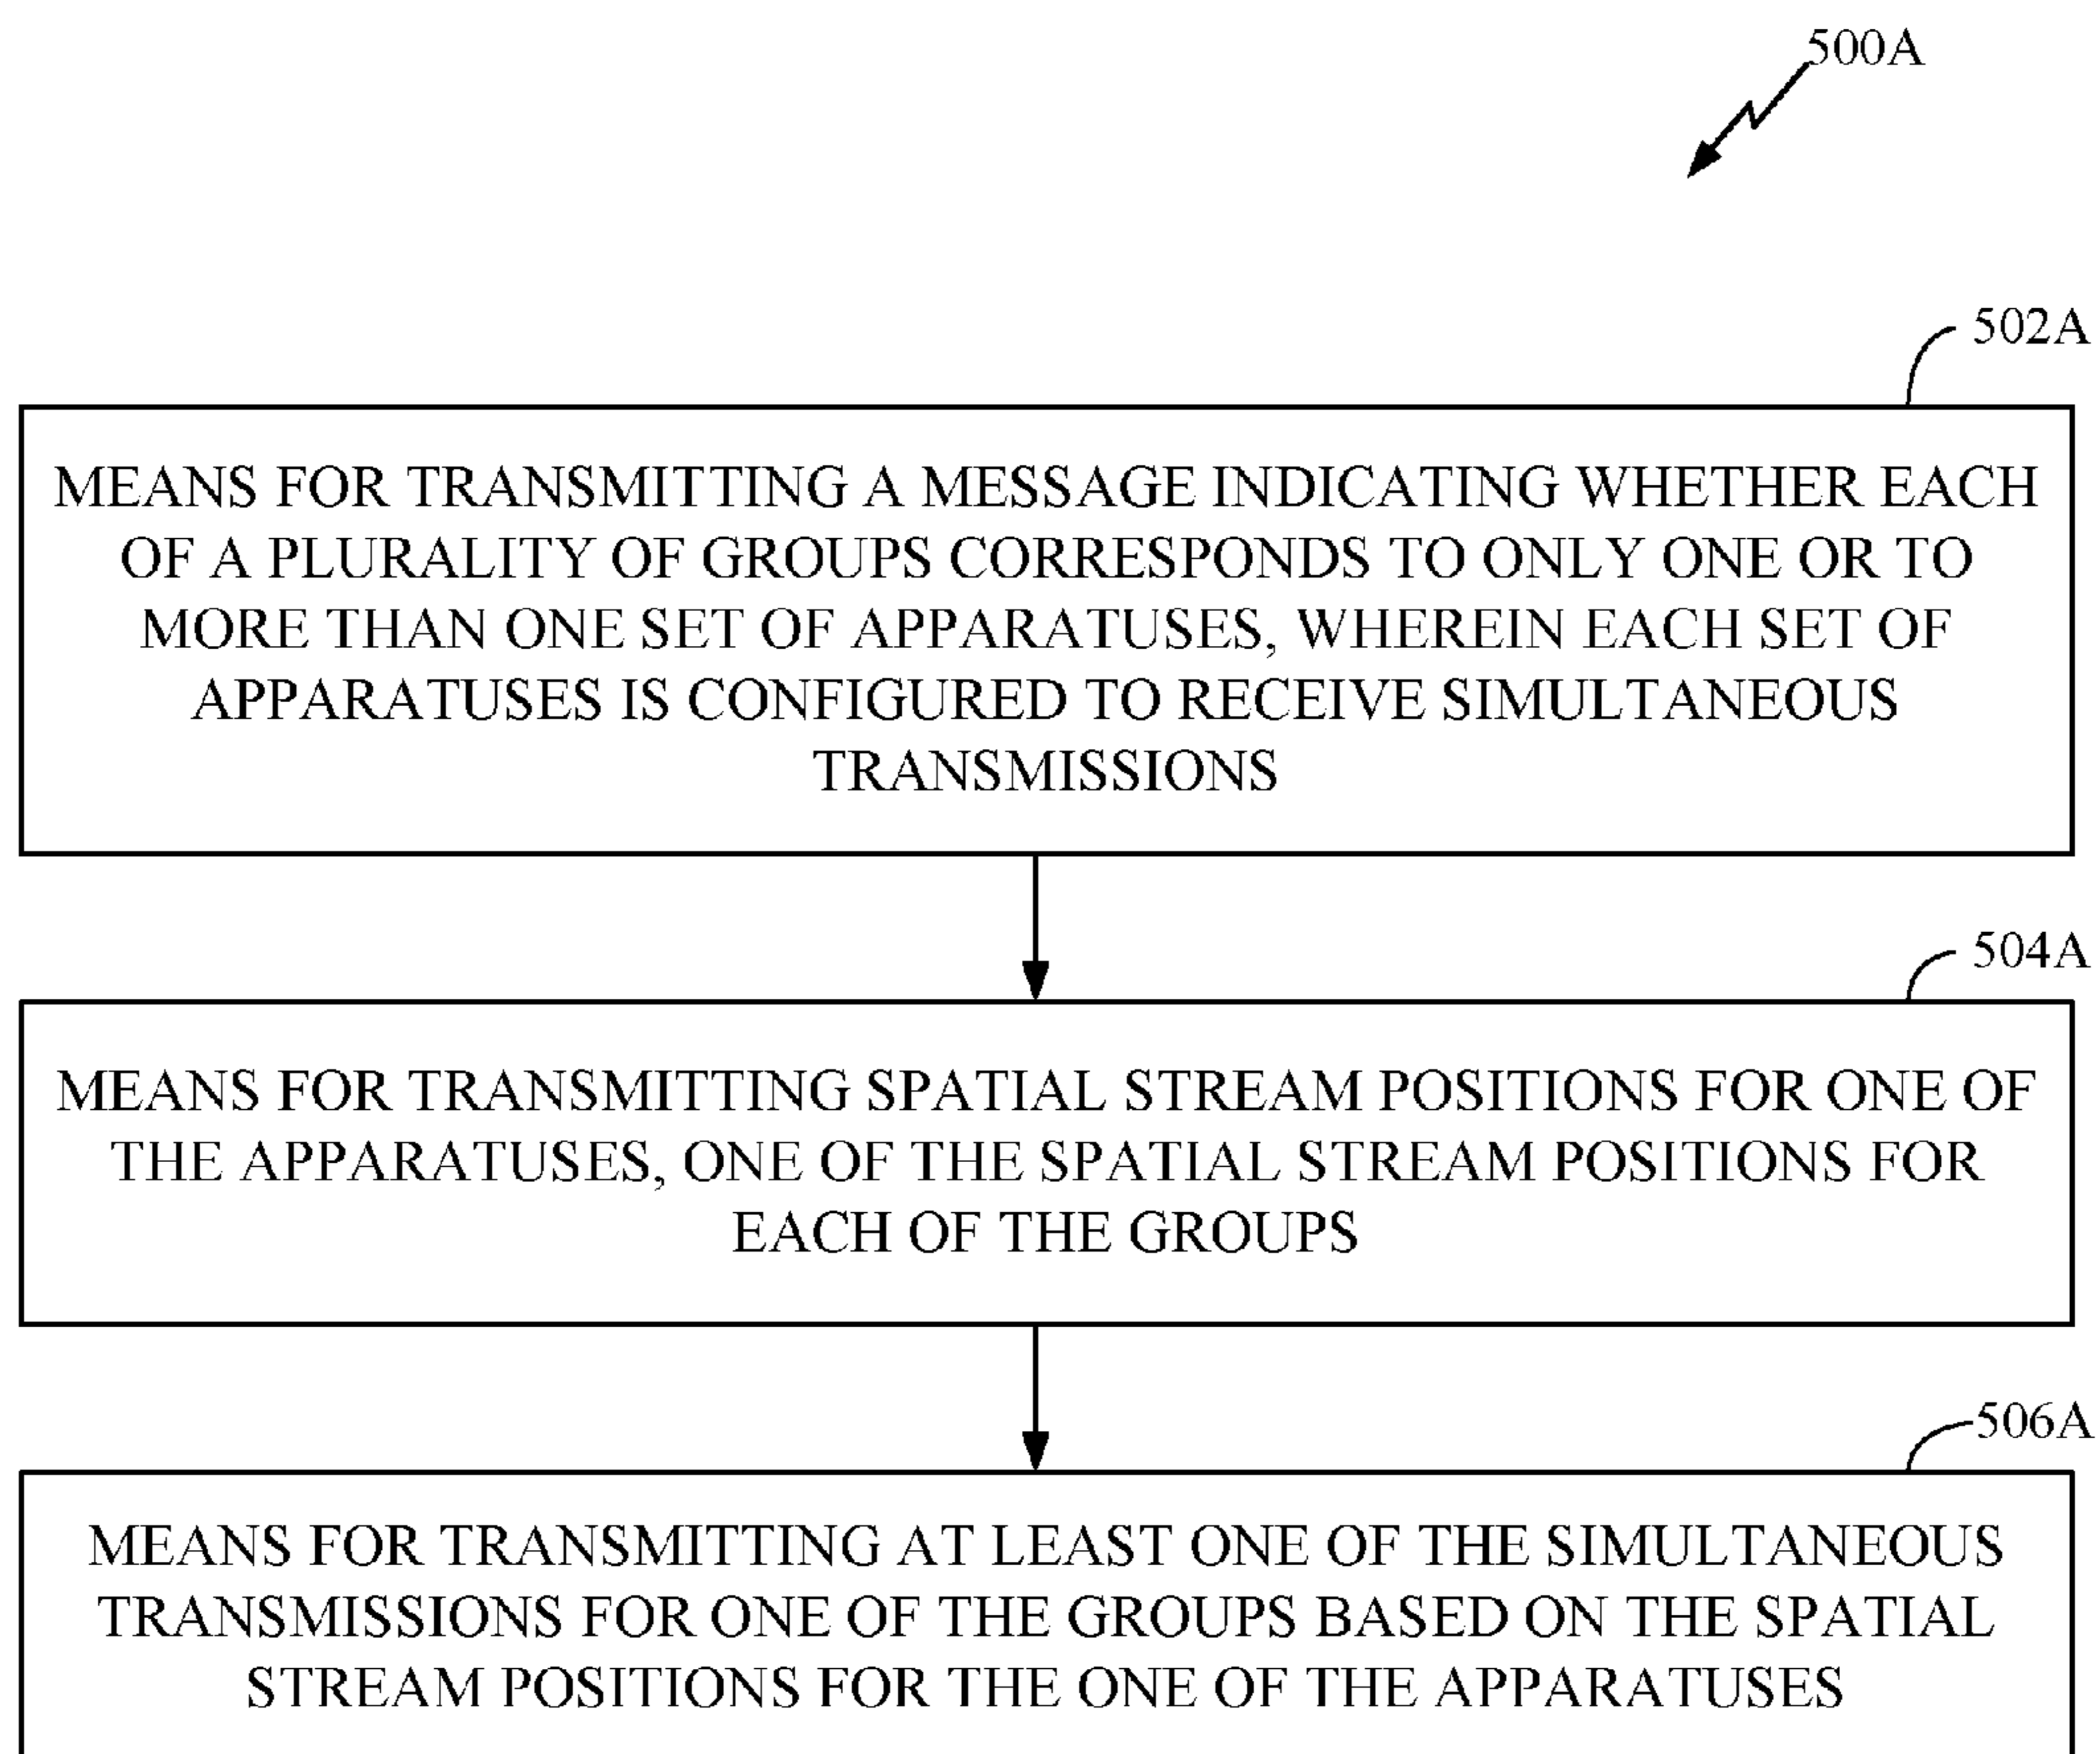 500A
502A
MEANS FOR TRANSMITTING A MESSAGE INDICATING WHETHER EACH
OF A PLURALITY OF GROUPS CORRESPONDS TO ONLY ONE OR TO
MORE THAN ONE SET OF APPARATUSES, WHEREIN EACH SET OF
APPARATUSES IS CONFIGURED TO RECEIVE SIMULTANEOUS
TRANSMISSIONS
504A
MEANS FOR TRANSMITTING SPATIAL STREAM POSITIONS FOR ONE OF
THE APPARATUSES, ONE OF THE SPATIAL STREAM POSITIONS FOR
EACH OF THE GROUPS
506A
MEANS FOR TRANSMITTING AT LEAST ONE OF THE SIMULTANEOUS
TRANSMISSIONS FOR ONE OF THE GROUPS BASED ON THE SPATIAL
STREAM POSITIONS FOR THE ONE OF THE APPARATUSES